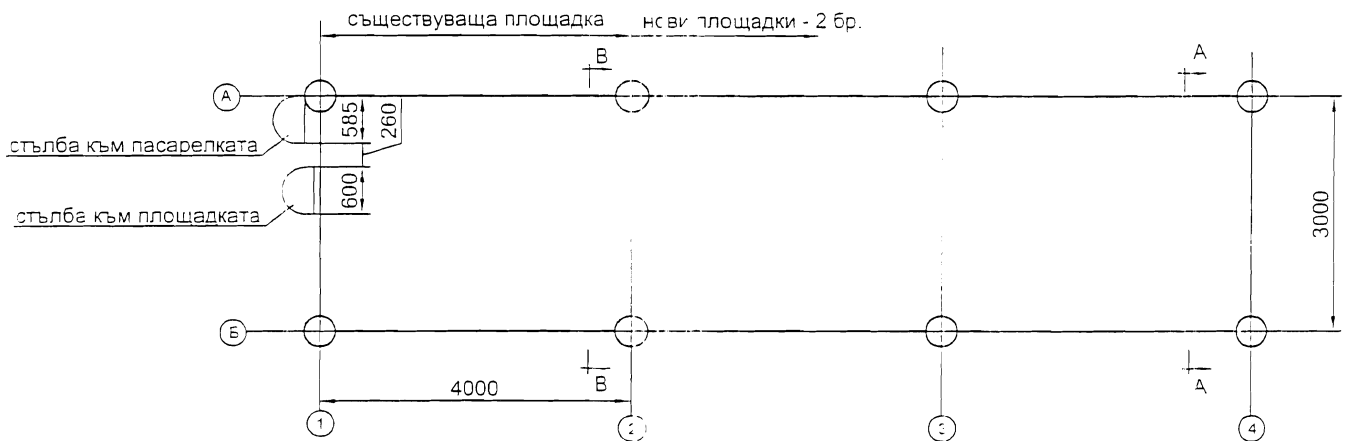 съществуваща площадка
нови площадки - 2 бр.
В
А
А
585
260
стълба към пасарелката
600
стълба към площадката
3000
Б
В
А
4000
1
2
3
4